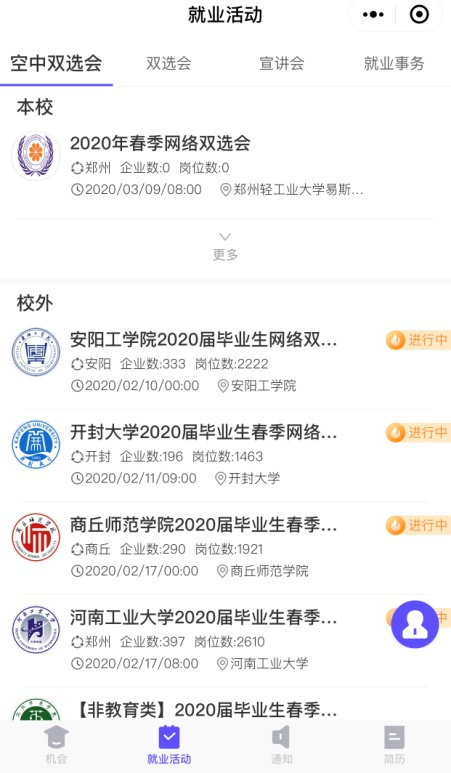 就业活动
空中双选会
双选会
宣讲会
就业事务
本校
2020年春季网络双选会
郑州 企业数:0 岗位数:0
2020/03/09/08:00 郑州轻工业大学易斯...
更多
校外
安阳工学院2020届毕业生网络双...
进行中
安阳 企业数:333 岗位数:2222
2020/02/10/00:00 安阳工学院
开封大学2020届毕业生春季网络...
进行中
开封 企业数:196 岗位数:1463
2020/02/11/09:00 开封大学
商丘师范学院2020届毕业生春季...
进行中
商丘 企业数:290 岗位数:1921
2020/02/17/00:00 商丘师范学院
河南工业大学2020届毕业生春季...
中
郑州 企业数:397 岗位数:2610
2020/02/17/08:00 河南工业大学
【非教育类】2020届毕业生春季...
机会
就业活动
通知
简历